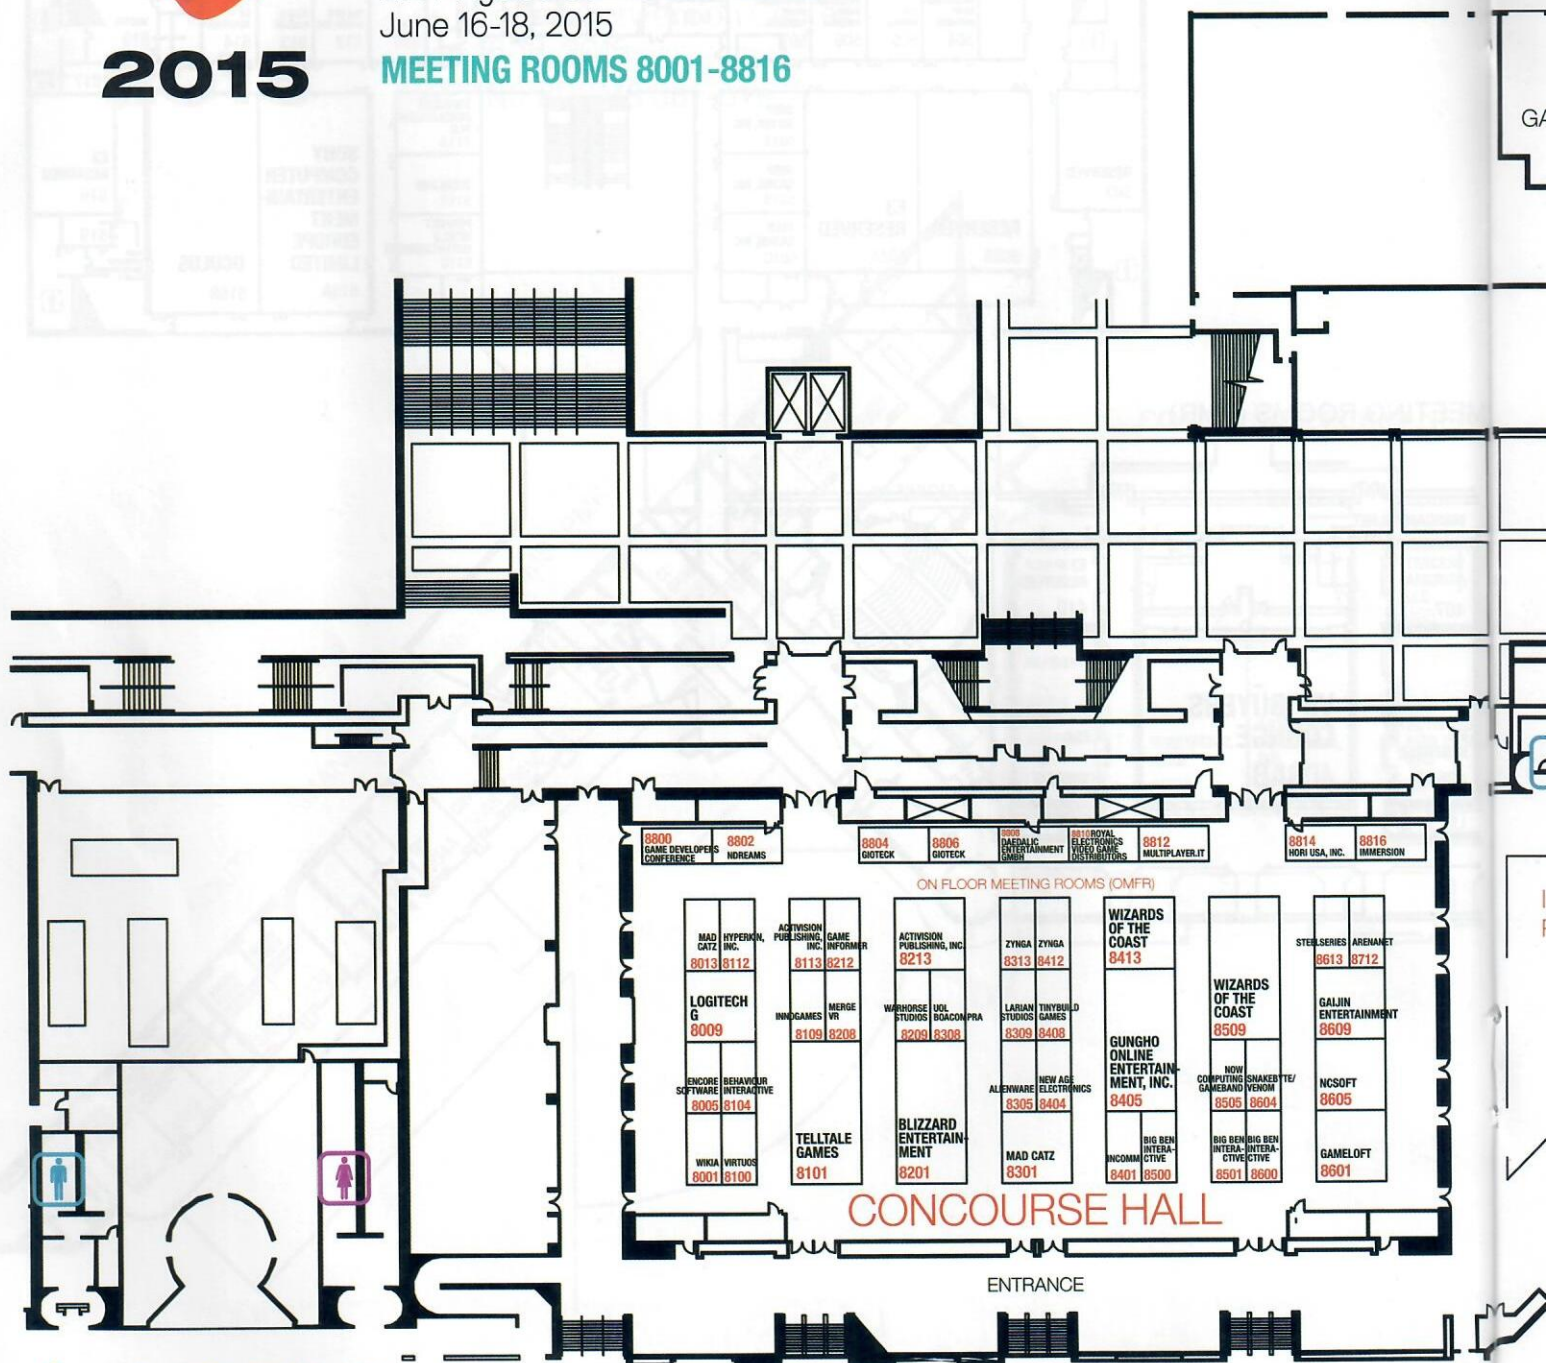 June 16-18, 2015
2015
MEETING ROOMS 8001-8816
GA
8800
GAME DEVELOPERS
CONFERENCE
8802
NDREAMS
8804
GIOTECK
8806
GIOTECK
8808
DAEDALIC
ENTERTAINMENT
GMBH
8810 ROYAL
ELECTRONICS
VIDEO GAME
DISTRIBUTORS
8812
MULTIPLAYER.IT
8814
HORI USA, INC.
8816
IMMERSION
ON FLOOR MEETING ROOMS (OMFR)
MAD
CATZ
8013
HYPERKIN,
INC.
8112
LOGITECH
G
8009
ENCORE
SOFTWARE
8005
BEHAVIOUR
INTERACTIVE
8104
WIKIA
8001
VIRTUOS
8100
ACTIVISION
PUBLISHING,
INC.
8113
GAME
INFORMER
8212
INNOGAMES
8109
MERGE
VR
8208
TELLTALE
GAMES
8101
ACTIVISION
PUBLISHING, INC.
8213
WARHORSE
STUDIOS
8209
UOL
BOACOMPRA
8308
BLIZZARD
ENTERTAIN-
MENT
8201
ZYNGA
8313
ZYNGA
8412
LARIAN
STUDIOS
8309
TINYBUILD
GAMES
8408
ALIENWARE
8305
NEW AGE
ELECTRONICS
8404
MAD CATZ
8301
WIZARDS
OF THE
COAST
8413
GUNGHO
ONLINE
ENTERTAIN-
MENT, INC.
8405
INCOMM
8401
BIG BEN
INTERA-
CTIVE
8500
WIZARDS
OF THE
COAST
8509
NOW
COMPUTING
GAMEBAND
8505
SNAKEBYTE/
VENOM
8604
BIG BEN
INTERA-
CTIVE
8501
BIG BEN
INTERA-
CTIVE
8600
STEELSERIES
8613
ARENANET
8712
GAIJIN
ENTERTAINMENT
8609
NCSOFT
8605
GAMELOFT
8601
CONCOURSE HALL
ENTRANCE